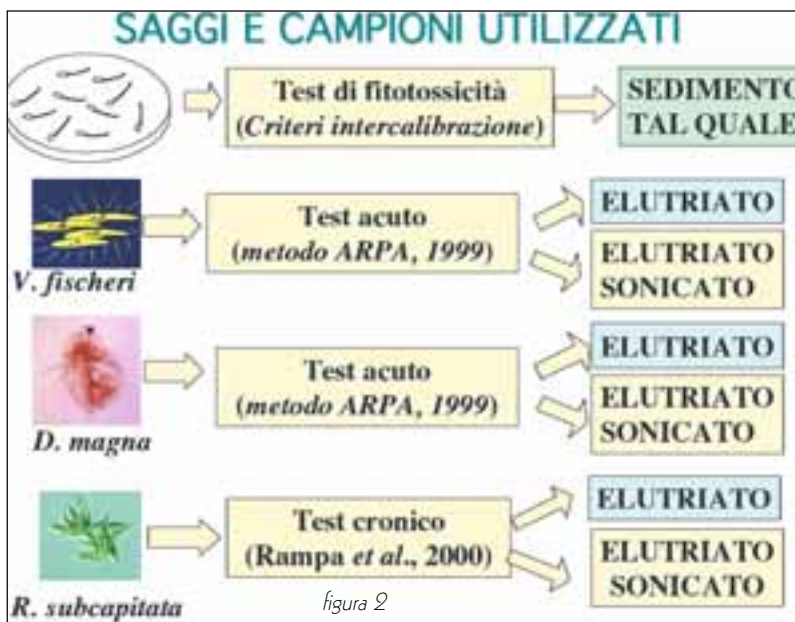 SAGGI E CAMPIONI UTILIZZATI
Test di fitotossicità
(Criteri intercalibrazione)
SEDIMENTO
TAL QUALE
V. fischeri
Test acuto
(metodo ARPA, 1999)
ELUTRIATO
ELUTRIATO
SONICATO
D. magna
Test acuto
(metodo ARPA, 1999)
ELUTRIATO
ELUTRIATO
SONICATO
R. subcapitata
Test cronico
(Rampa et al., 2000)
ELUTRIATO
ELUTRIATO
SONICATO
figura 2